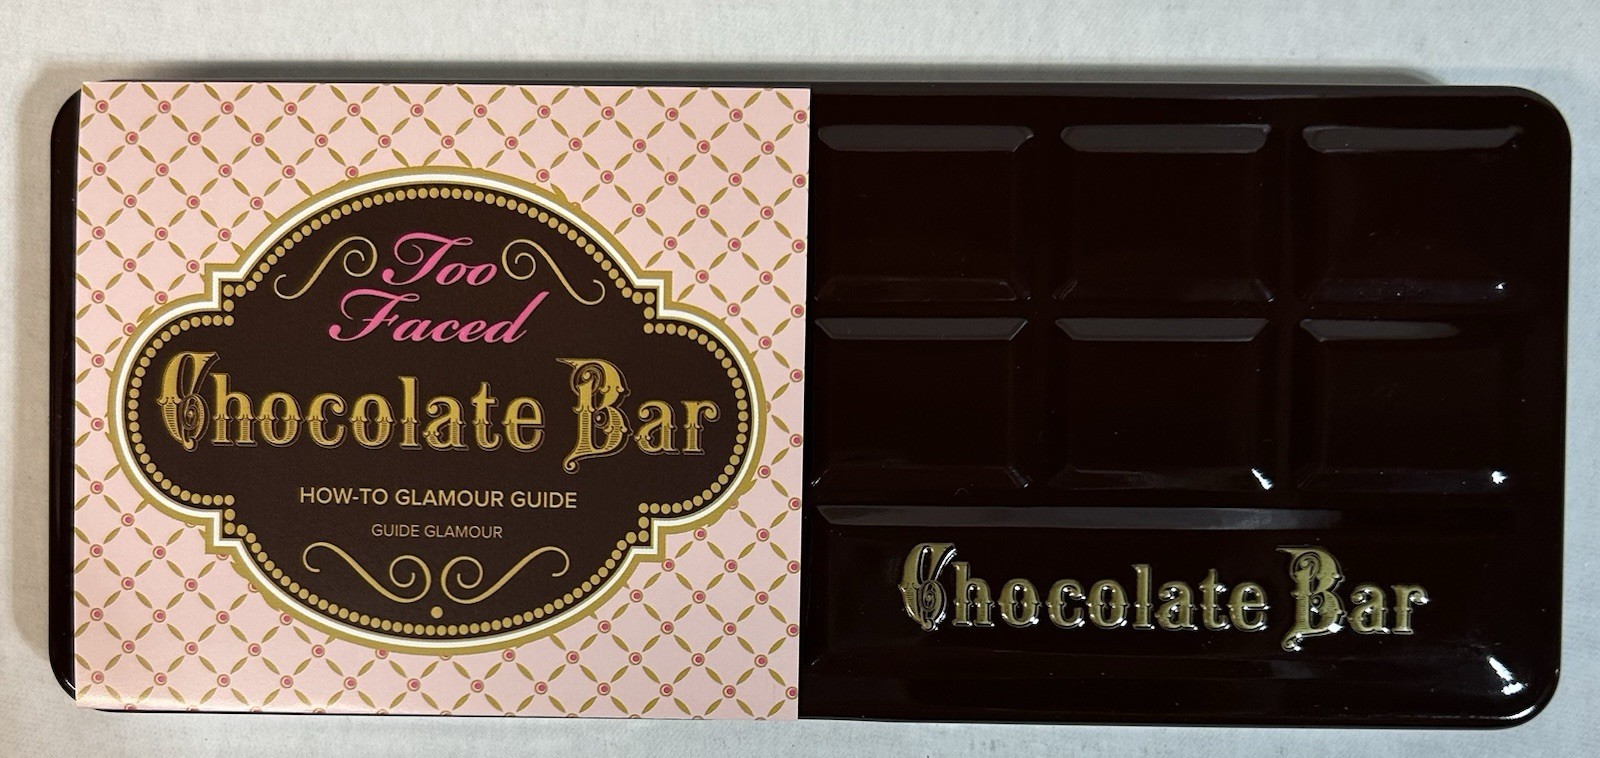 Too
Faced
Chocolate Bar
HOW-TO GLAMOUR GUIDE
GUIDE GLAMOUR
Chocolate Bar